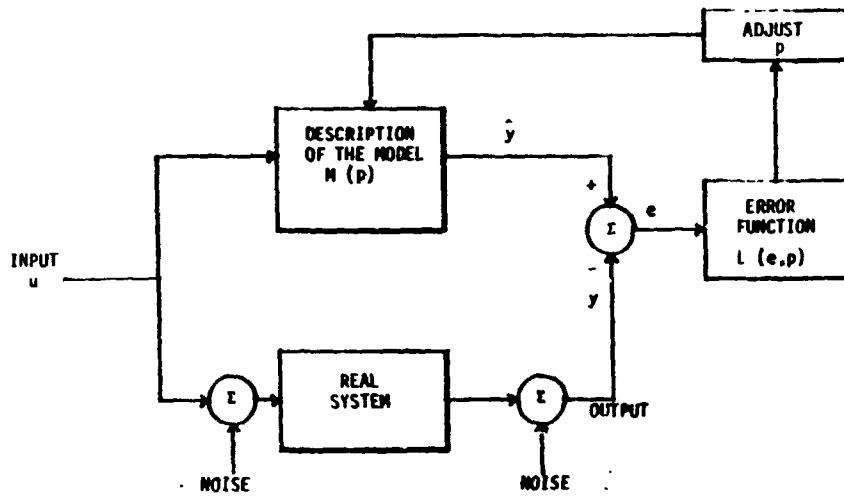 ADJUST
p
DESCRIPTION
OF THE MODEL
M (p)
ŷ
+
Σ
e
ERROR
FUNCTION
L (e,p)
INPUT
u
-
y
REAL
SYSTEM
Σ
Σ
OUTPUT
NOISE
NOISE